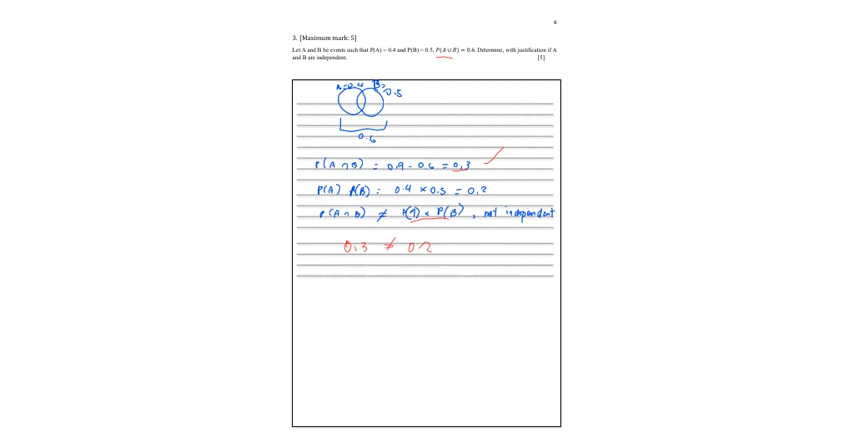 4
3. [Maximum mark: 5]
Let A and B be events such that P(A) = 0.4 and P(B) = 0.5, P(A ∪ B) = 0.6. Determine, with justification if A
and B are independent. [5]
A=0.4 B=
0.5
0.6
P(A ∩ B) = 0.9 - 0.6 = 0.3
P(A) P(B) = 0.4 × 0.5 = 0.2
P(A ∩ B) ≠ P(A) × P(B), not independent
0.3 ≠ 0.2